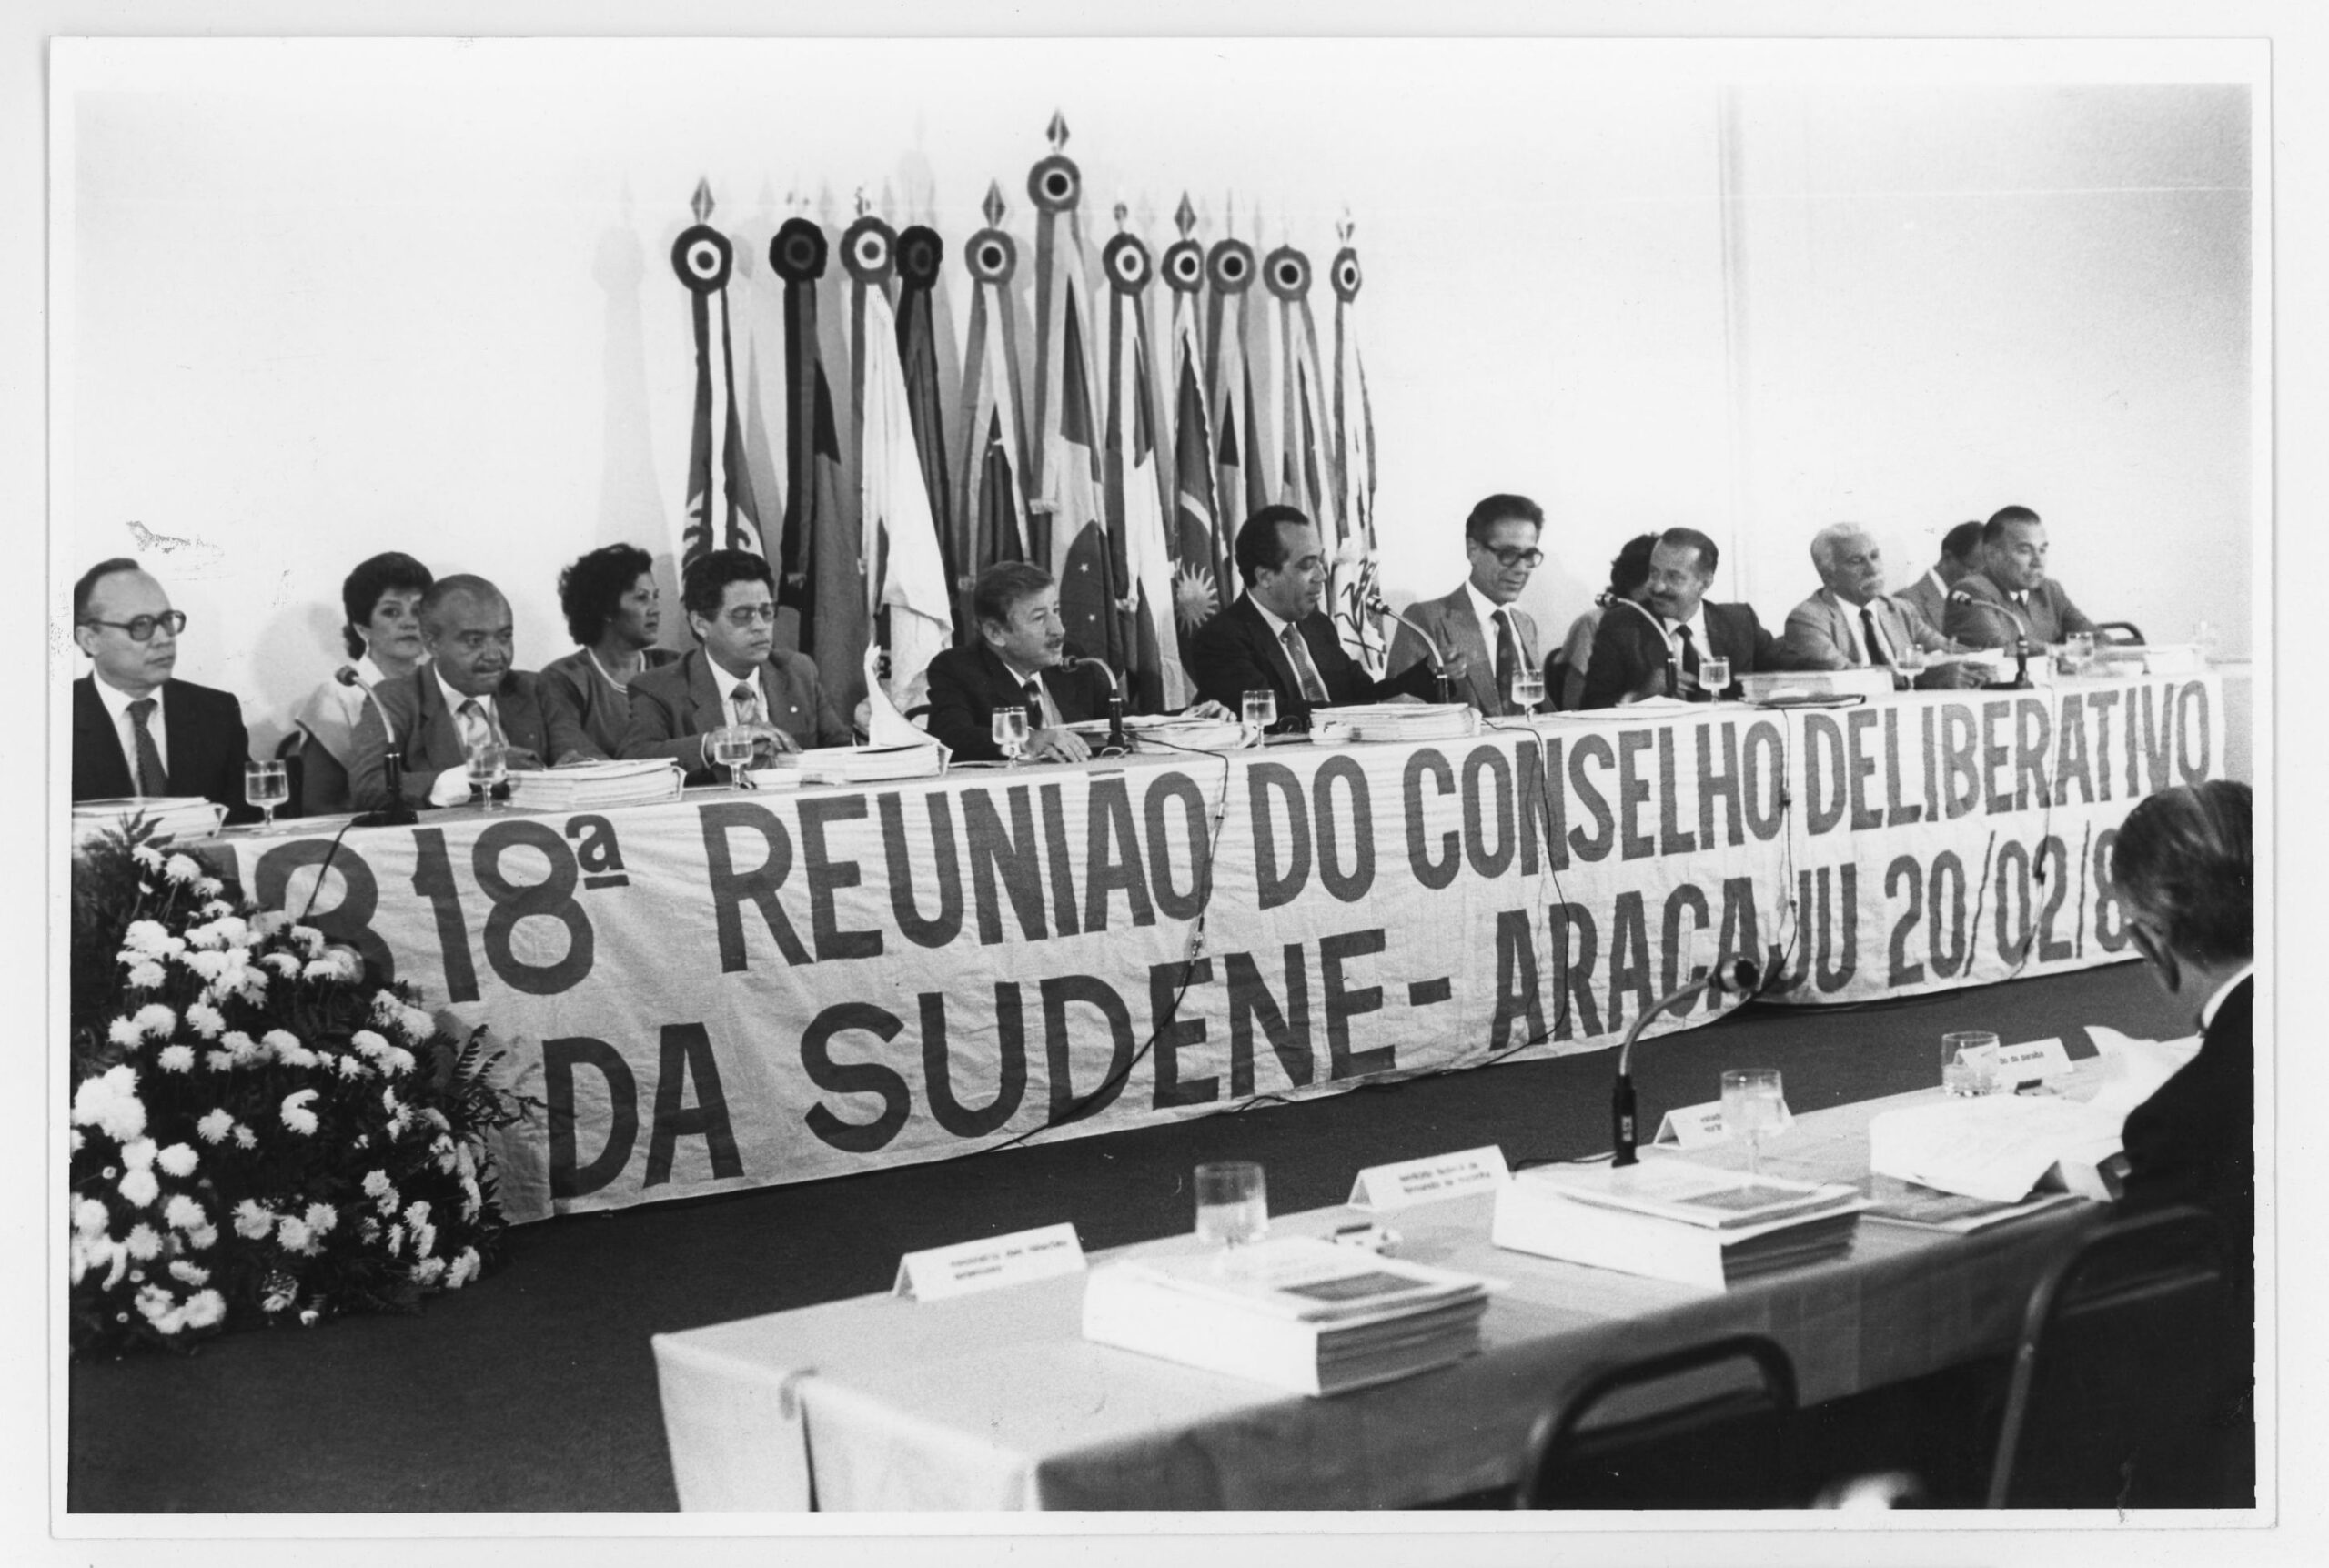 318ª REUNIÃO DO CONSELHO DELIBERATIVO
DA SUDENE - ARACAJU 20/02/8